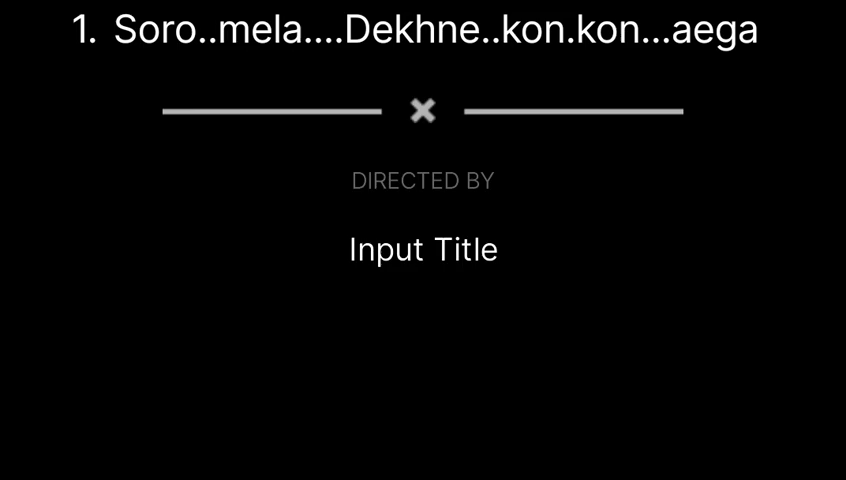 1. Soro..mela....Dekhne..kon.kon...aega
DIRECTED BY
Input Title